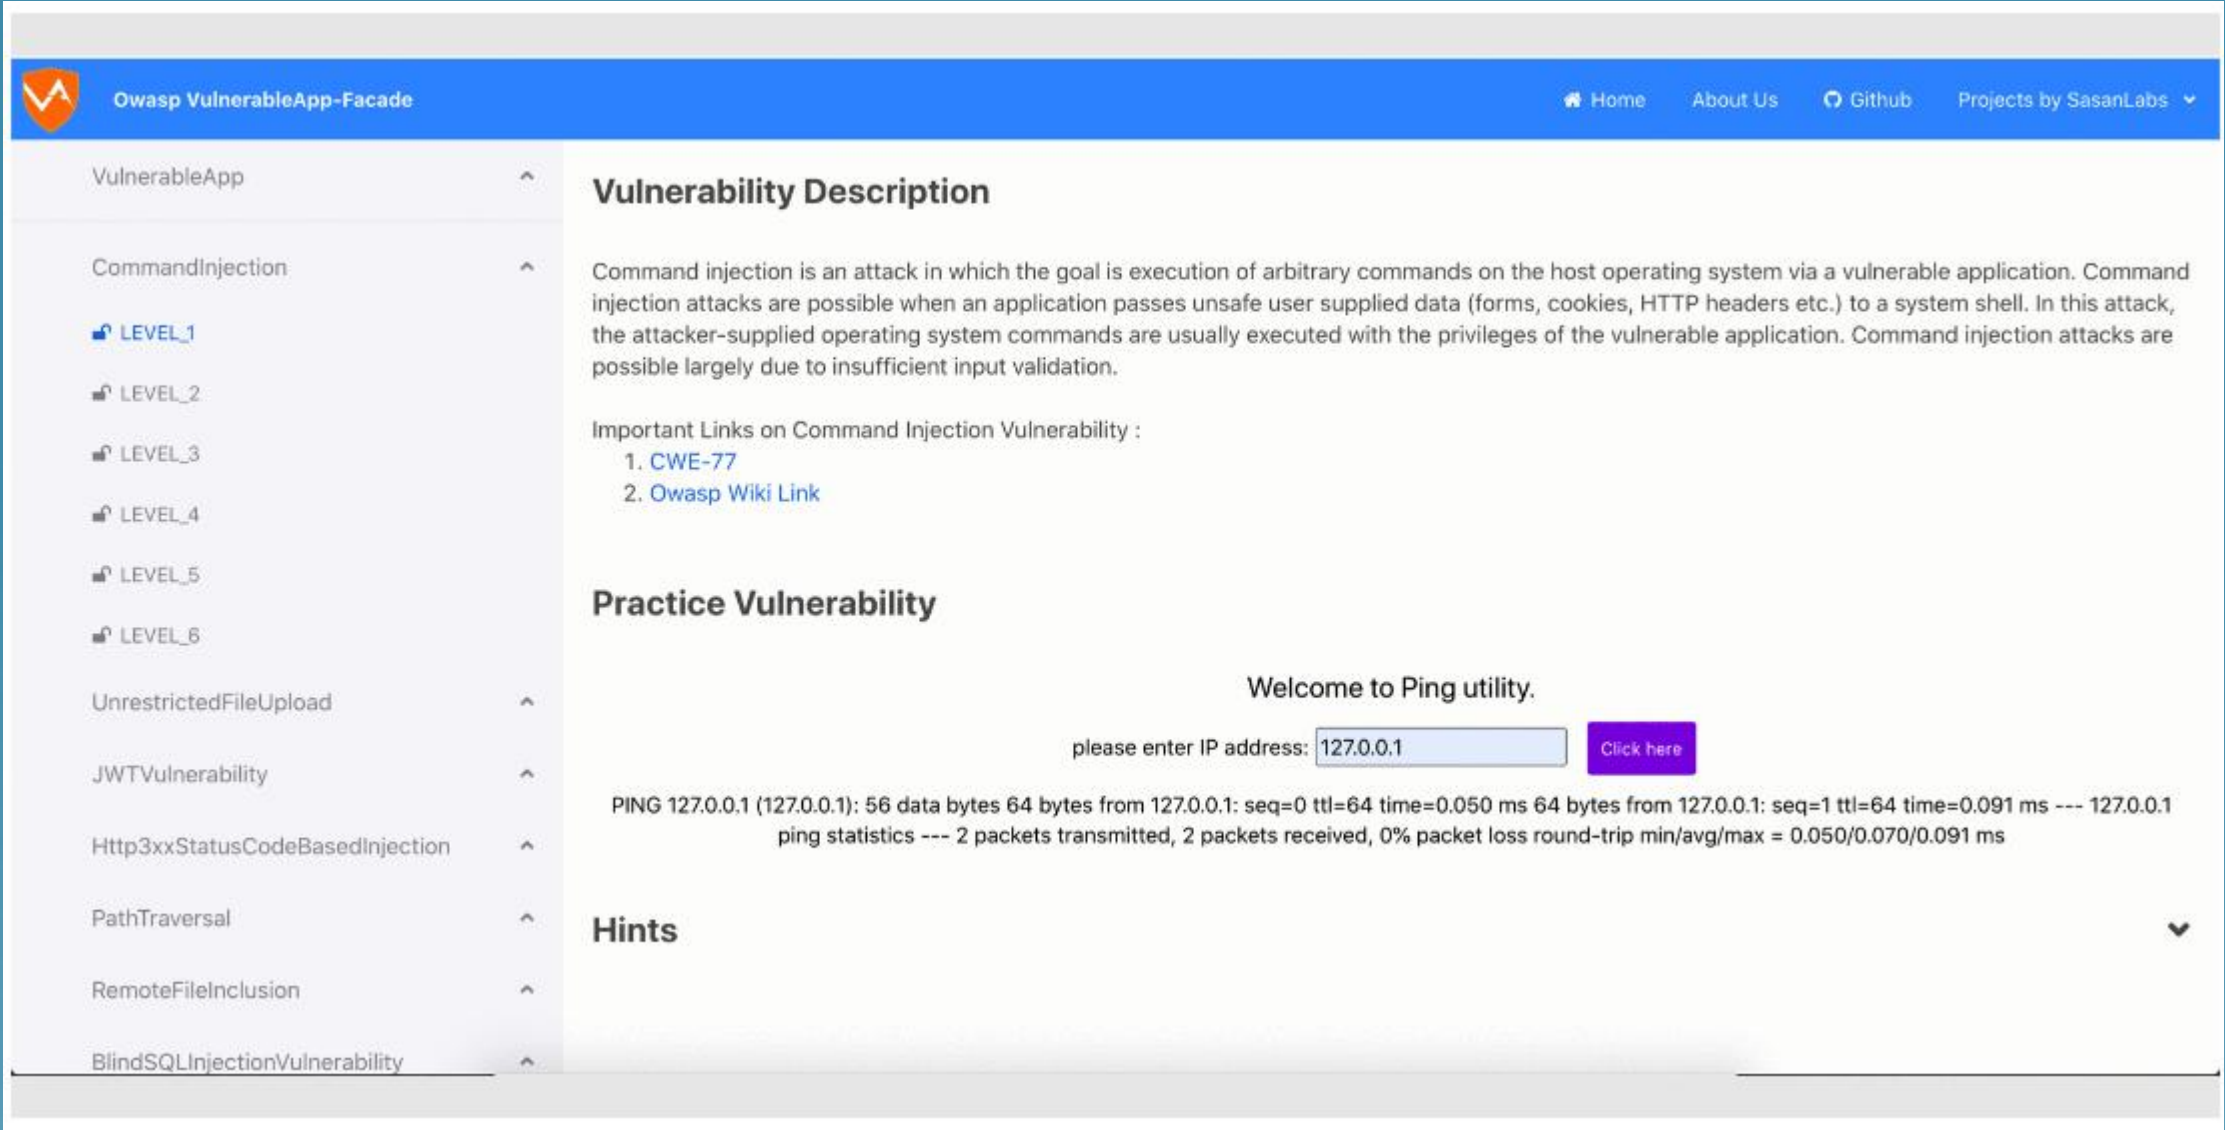 Owasp VulnerableApp-Facade
Home About Us Github Projects by SasanLabs
VulnerableApp
CommandInjection
LEVEL_1
LEVEL_2
LEVEL_3
LEVEL_4
LEVEL_5
LEVEL_6
UnrestrictedFileUpload
JWTVulnerability
Http3xxStatusCodeBasedInjection
PathTraversal
RemoteFileInclusion
BlindSQLInjectionVulnerability
Vulnerability Description
Command injection is an attack in which the goal is execution of arbitrary commands on the host operating system via a vulnerable application. Command
injection attacks are possible when an application passes unsafe user supplied data (forms, cookies, HTTP headers etc.) to a system shell. In this attack,
the attacker-supplied operating system commands are usually executed with the privileges of the vulnerable application. Command injection attacks are
possible largely due to insufficient input validation.
Important Links on Command Injection Vulnerability :
1. CWE-77
2. Owasp Wiki Link
Practice Vulnerability
Welcome to Ping utility.
please enter IP address: 127.0.0.1 Click here
PING 127.0.0.1 (127.0.0.1): 56 data bytes 64 bytes from 127.0.0.1: seq=0 ttl=64 time=0.050 ms 64 bytes from 127.0.0.1: seq=1 ttl=64 time=0.091 ms --- 127.0.0.1
ping statistics --- 2 packets transmitted, 2 packets received, 0% packet loss round-trip min/avg/max = 0.050/0.070/0.091 ms
Hints